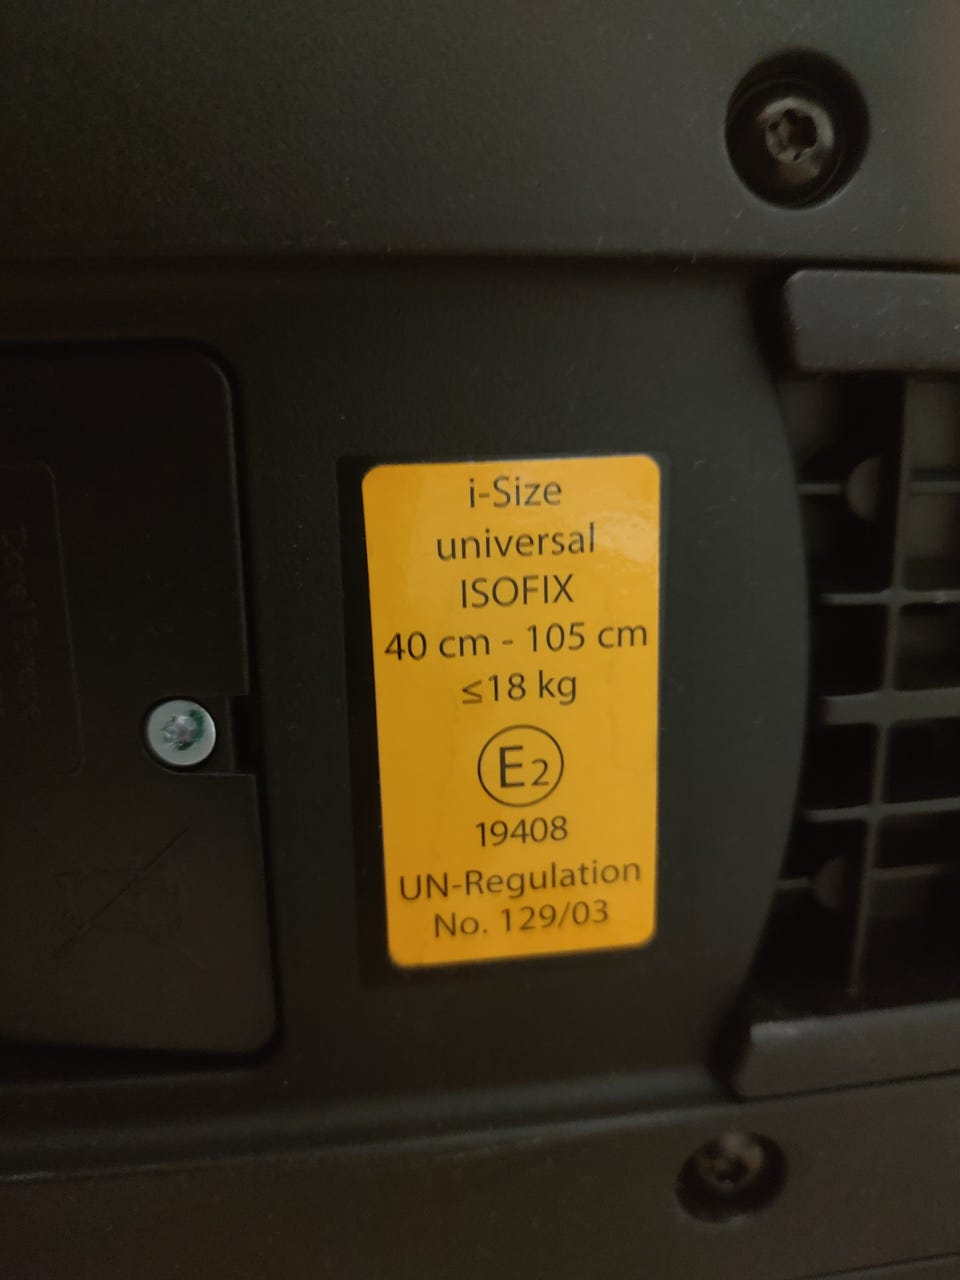 i-Size
universal
ISOFIX
40 cm - 105 cm
≤18 kg
E2
19408
UN-Regulation
No. 129/03